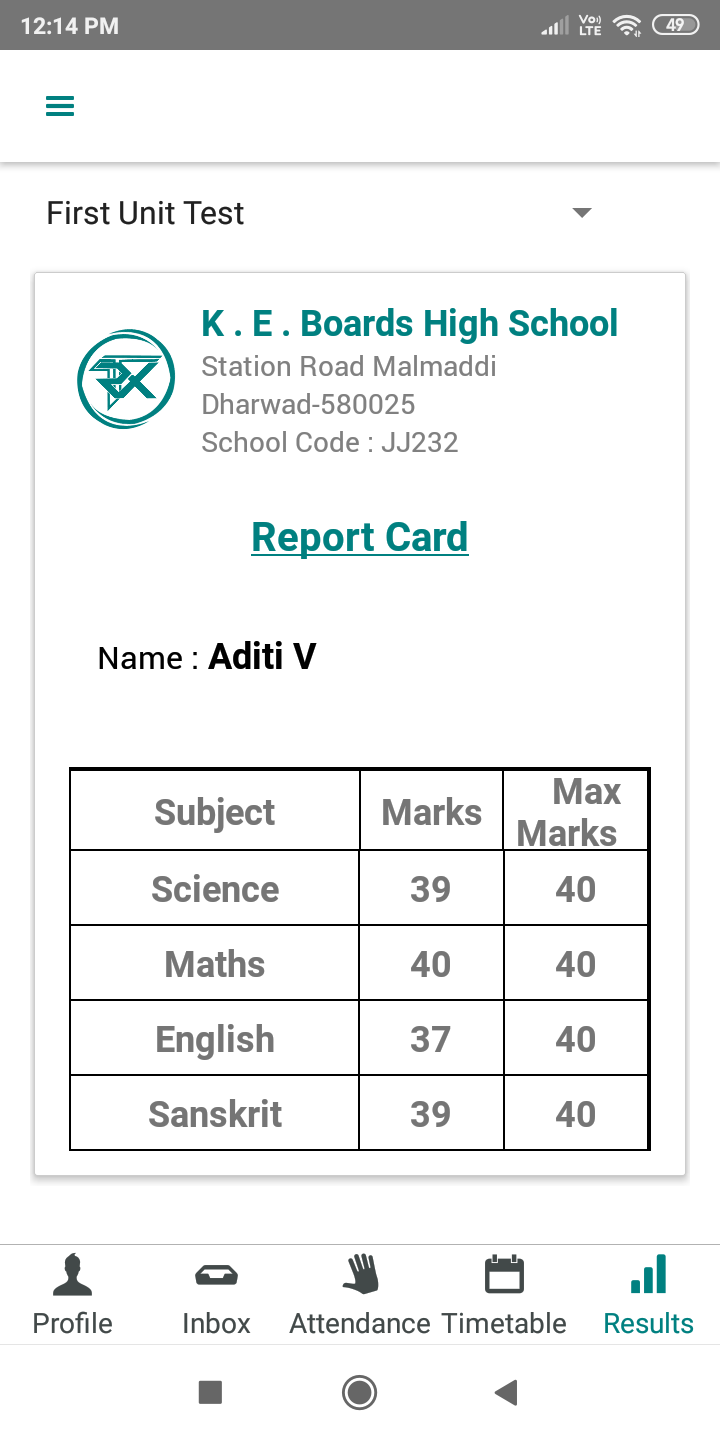 12:14 PM
Vo))
LTE
49
First Unit Test
K . E . Boards High School
Station Road Malmaddi
Dharwad-580025
School Code : JJ232
Report Card
Name : Aditi V
Subject Marks Max Marks
Science 39 40
Maths 40 40
English 37 40
Sanskrit 39 40
Profile Inbox Attendance Timetable Results